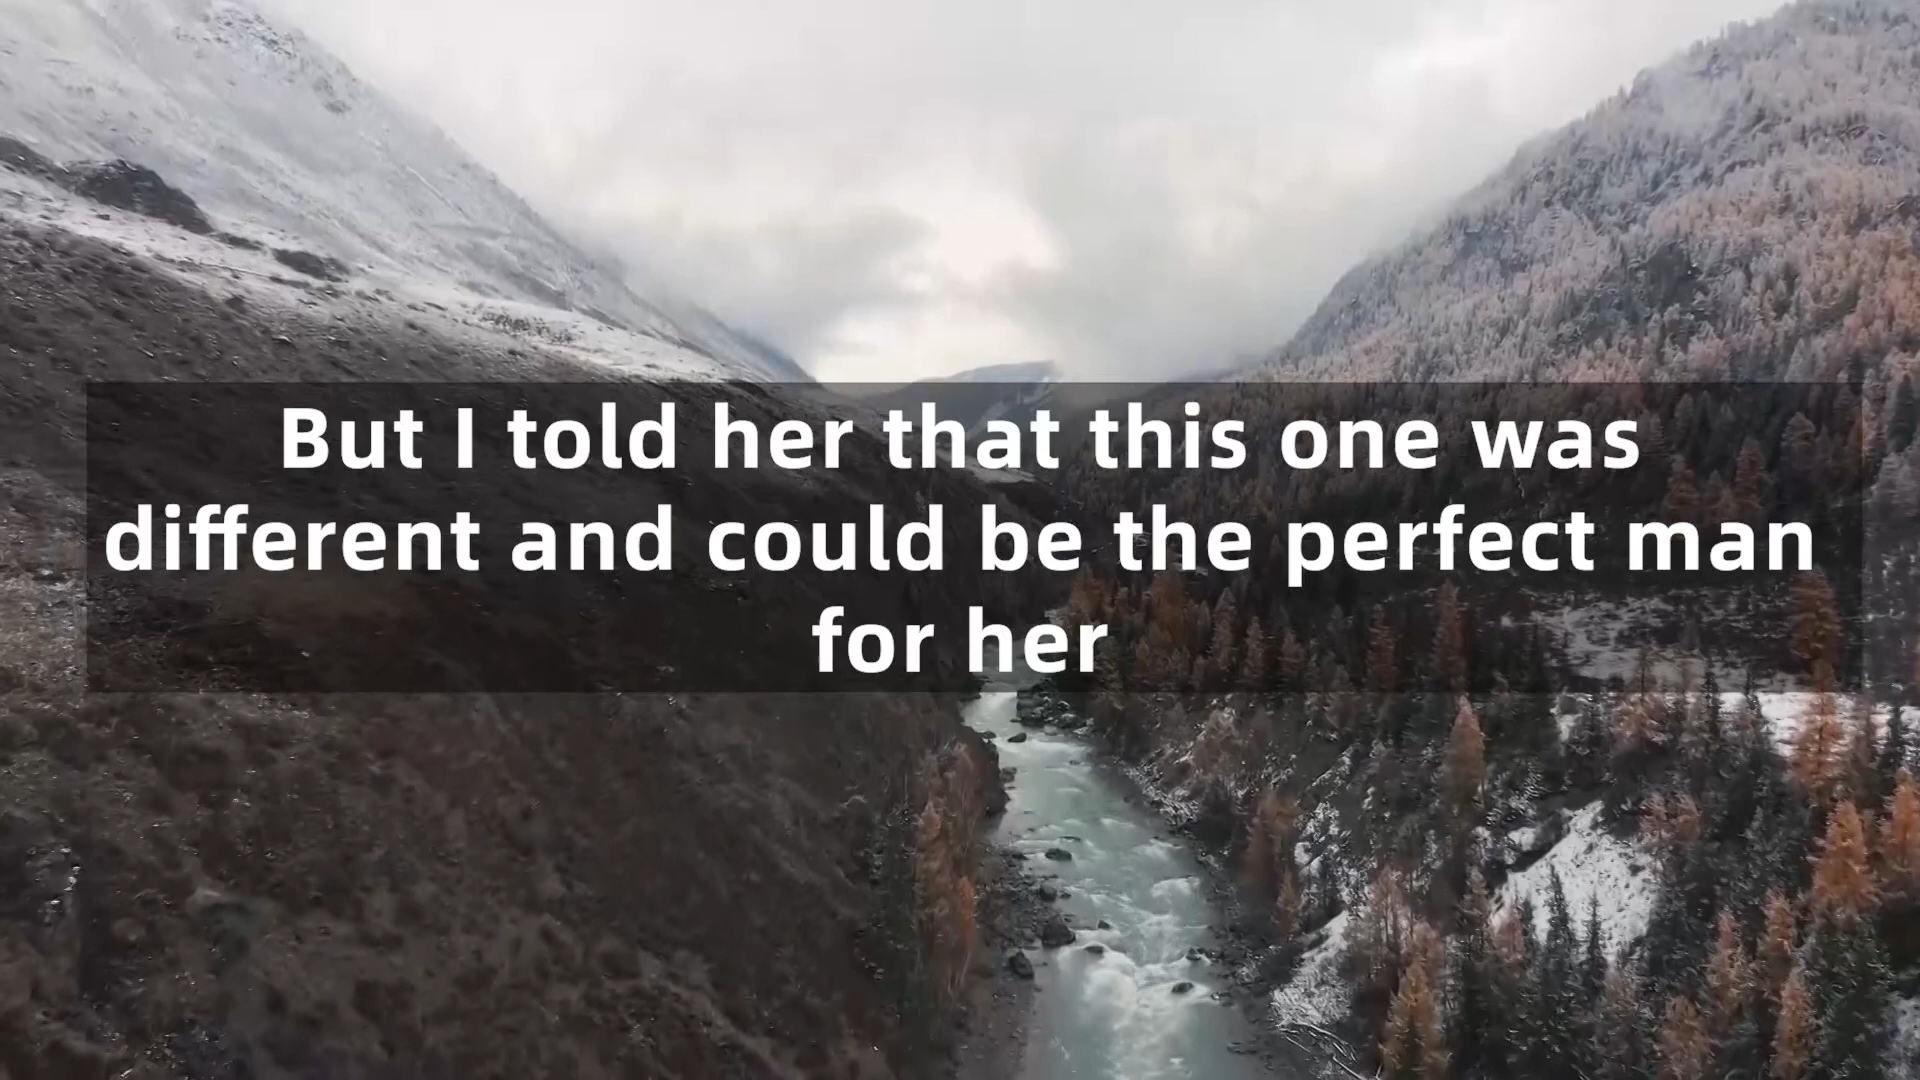 But I told her that this one was
different and could be the perfect man
for her